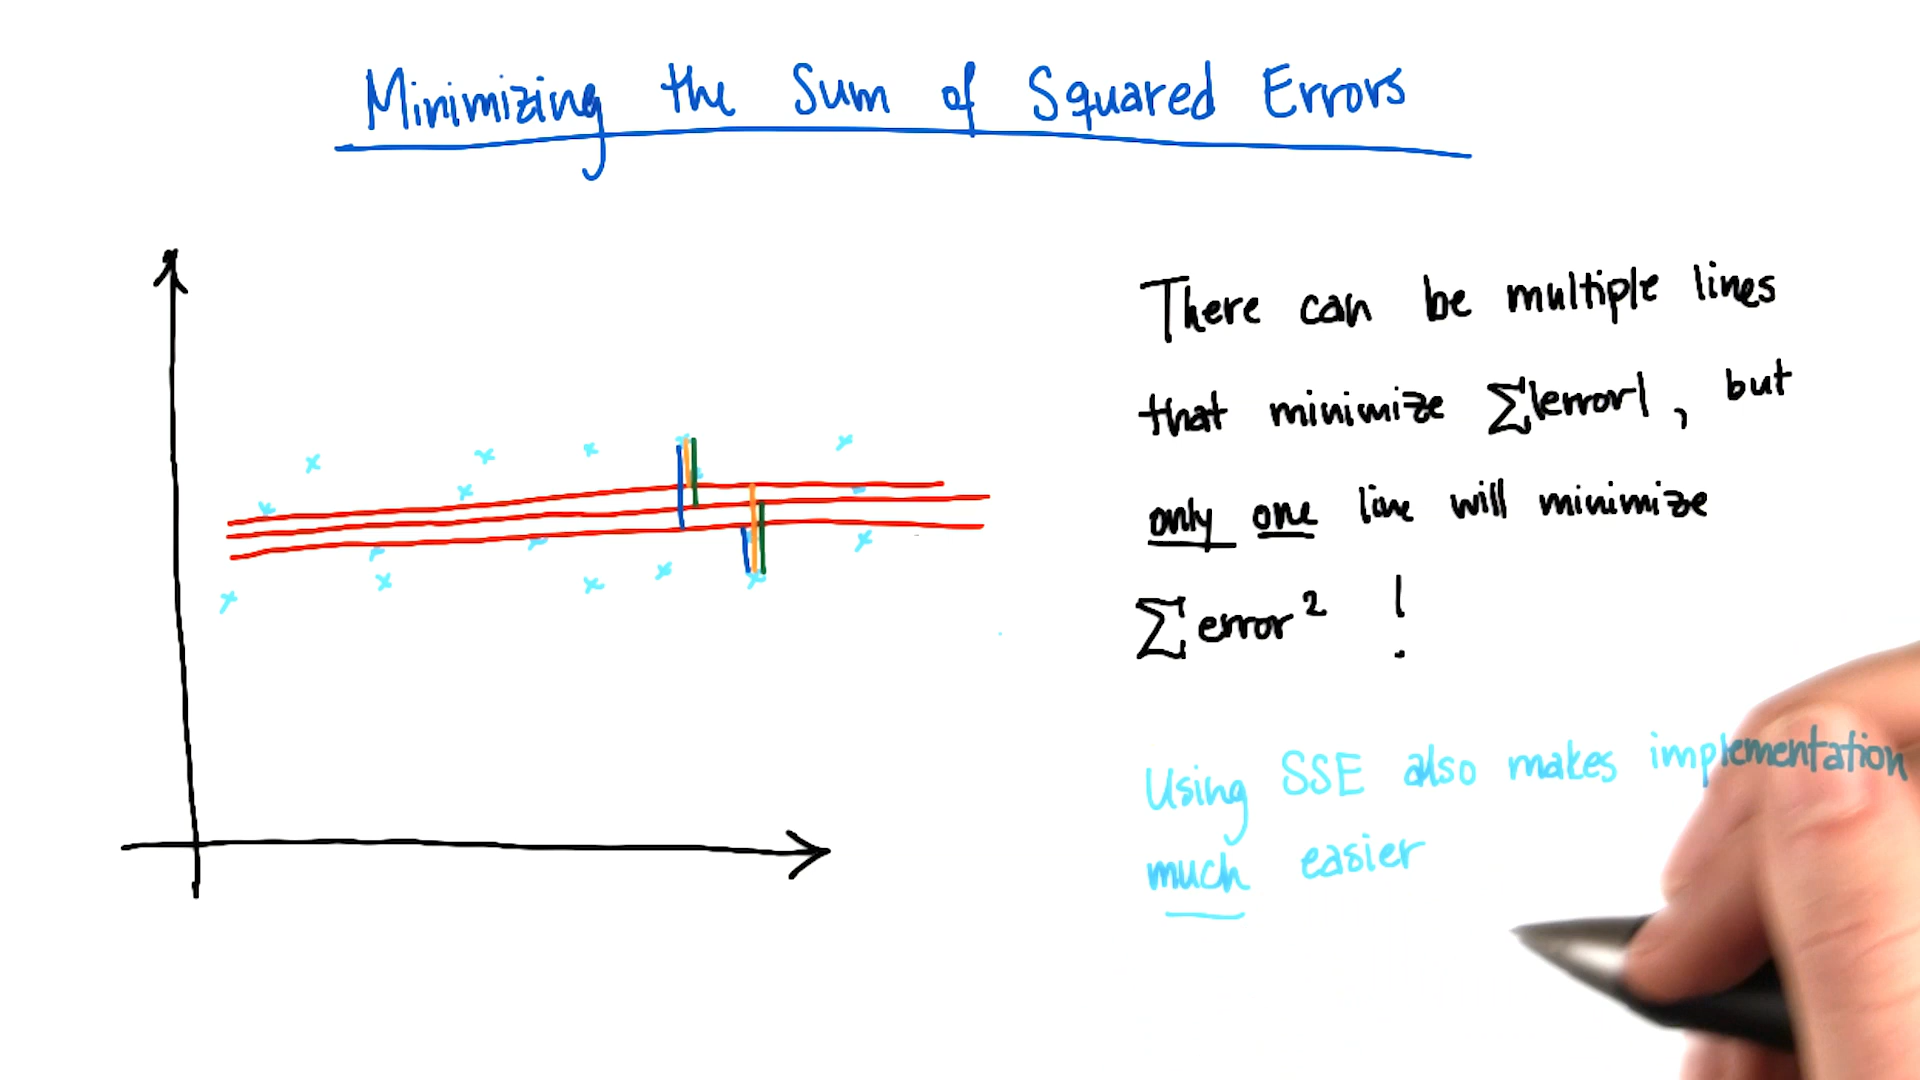 Minimizing the Sum of Squared Errors
There can be multiple lines
that minimize ∑|error|, but
only one line will minimize
∑ error² !
Using SSE also makes implementation
much easier